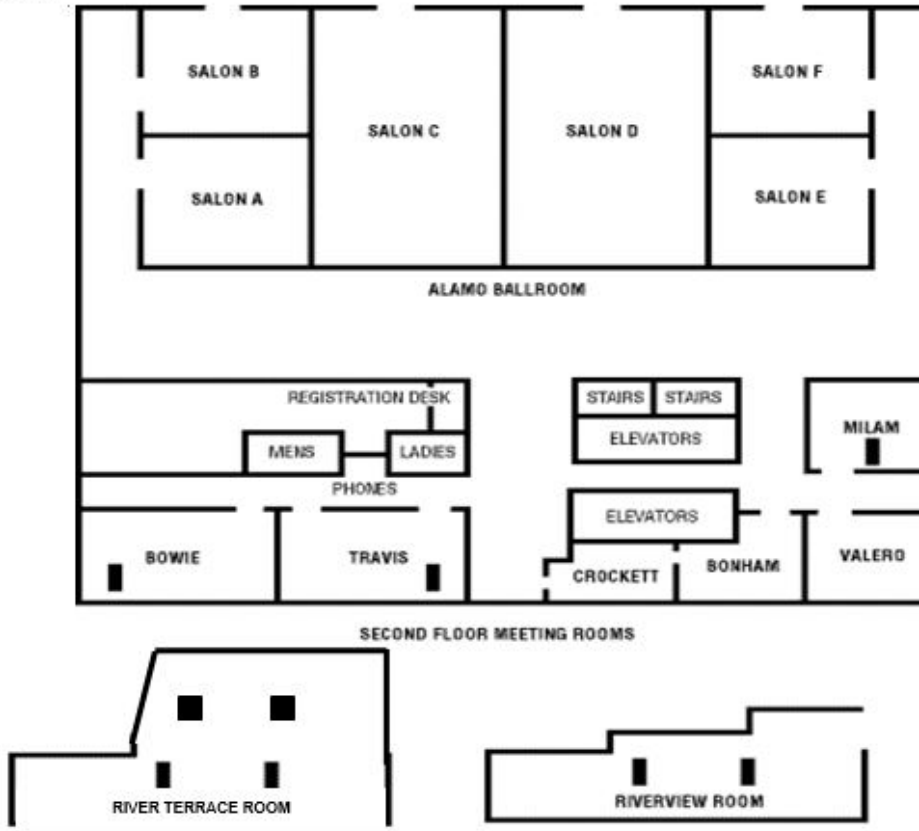 SALON B
SALON F
SALON C
SALON D
SALON A
SALON E
ALAMO BALLROOM
REGISTRATION DESK
STAIRS
STAIRS
MENS
LADIES
ELEVATORS
MILAM
PHONES
ELEVATORS
BOWIE
TRAVIS
CROCKETT
BONHAM
VALERO
SECOND FLOOR MEETING ROOMS
RIVER TERRACE ROOM
RIVERVIEW ROOM